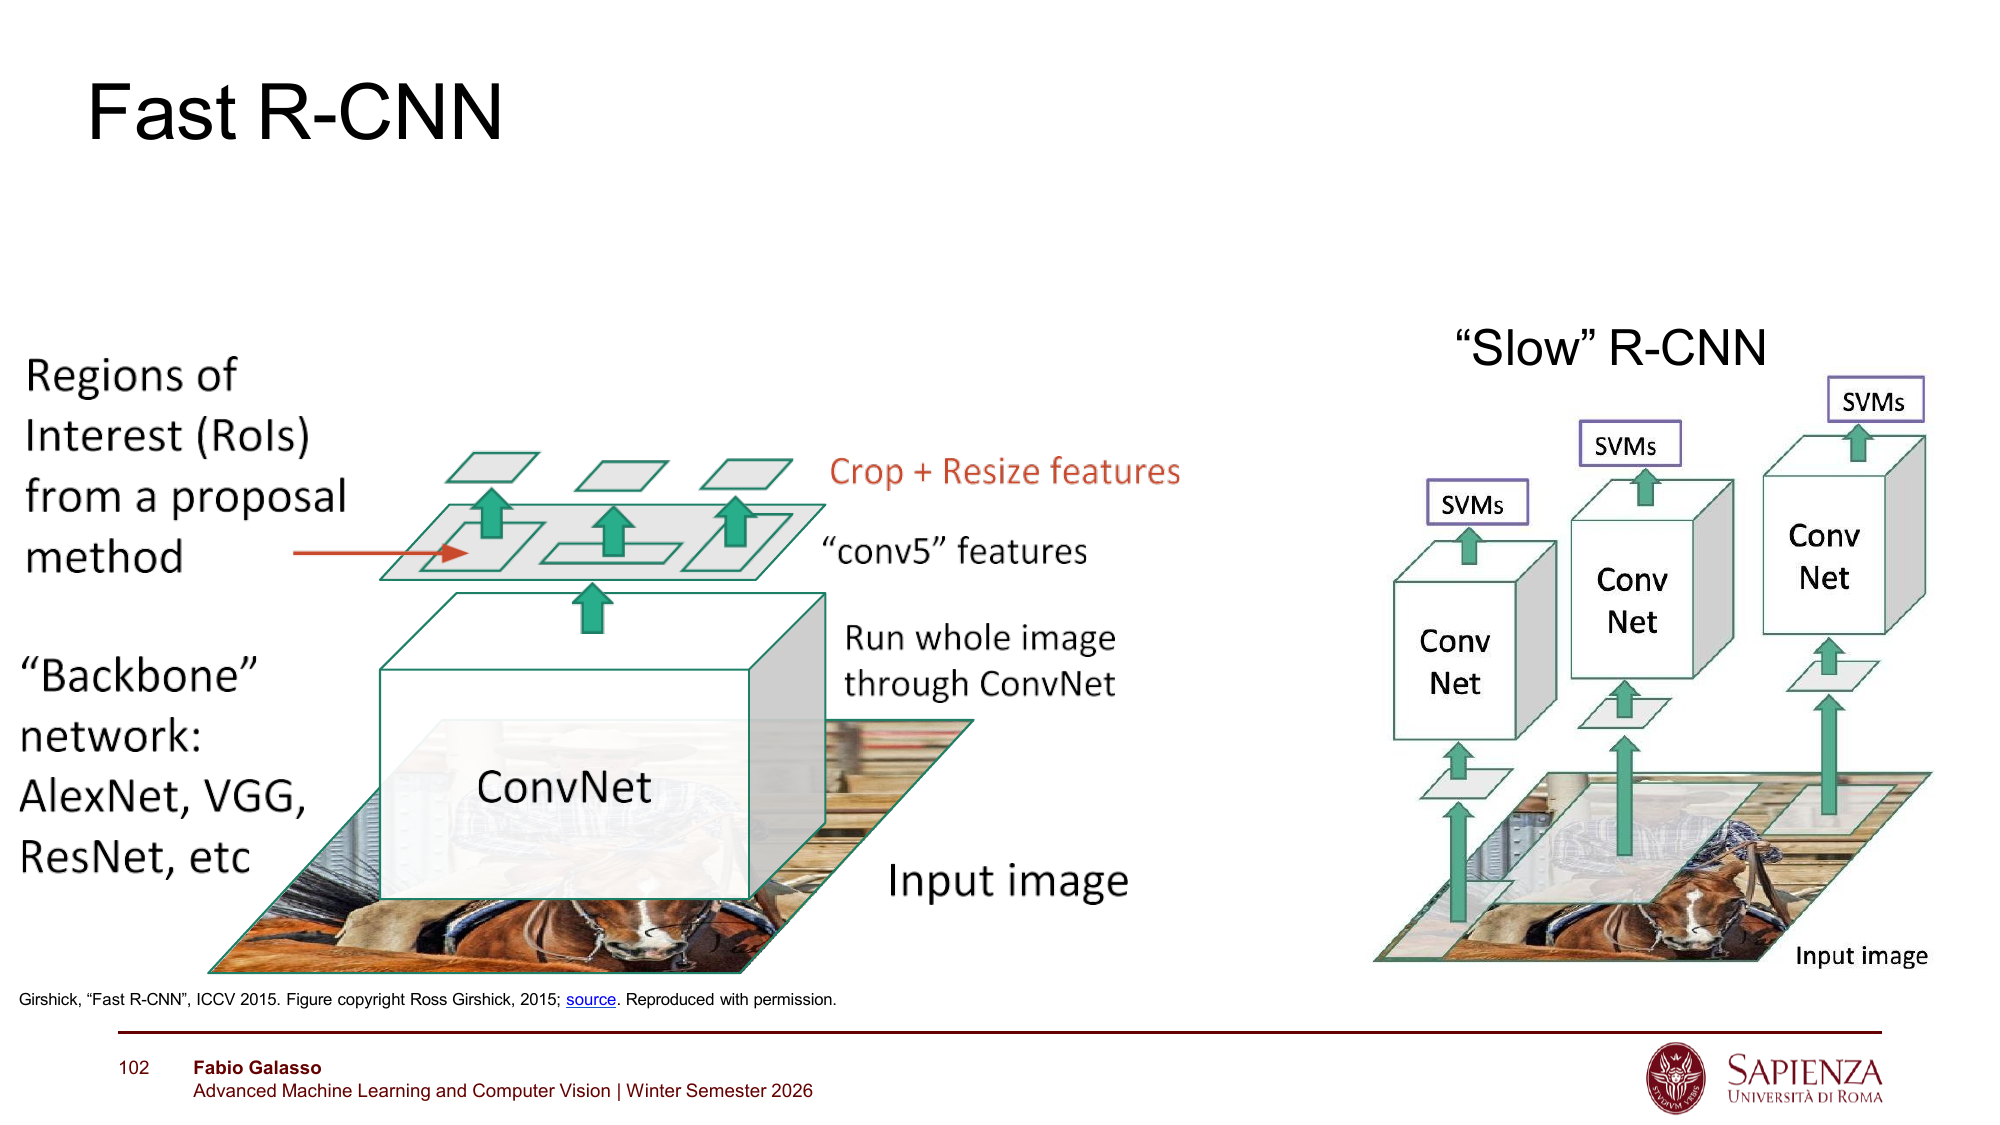 Fast R-CNN
Regions of
Interest (RoIs)
from a proposal
method
“Backbone”
network:
AlexNet, VGG,
ResNet, etc
Crop + Resize features
“conv5” features
Run whole image
through ConvNet
ConvNet
Input image
“Slow” R-CNN
SVMs
SVMs
SVMs
Conv
Net
Conv
Net
Conv
Net
Input image
Girshick, “Fast R-CNN”, ICCV 2015. Figure copyright Ross Girshick, 2015; source. Reproduced with permission.
102
Fabio Galasso
Advanced Machine Learning and Computer Vision | Winter Semester 2026
SAPIENZA
UNIVERSITÀ DI ROMA